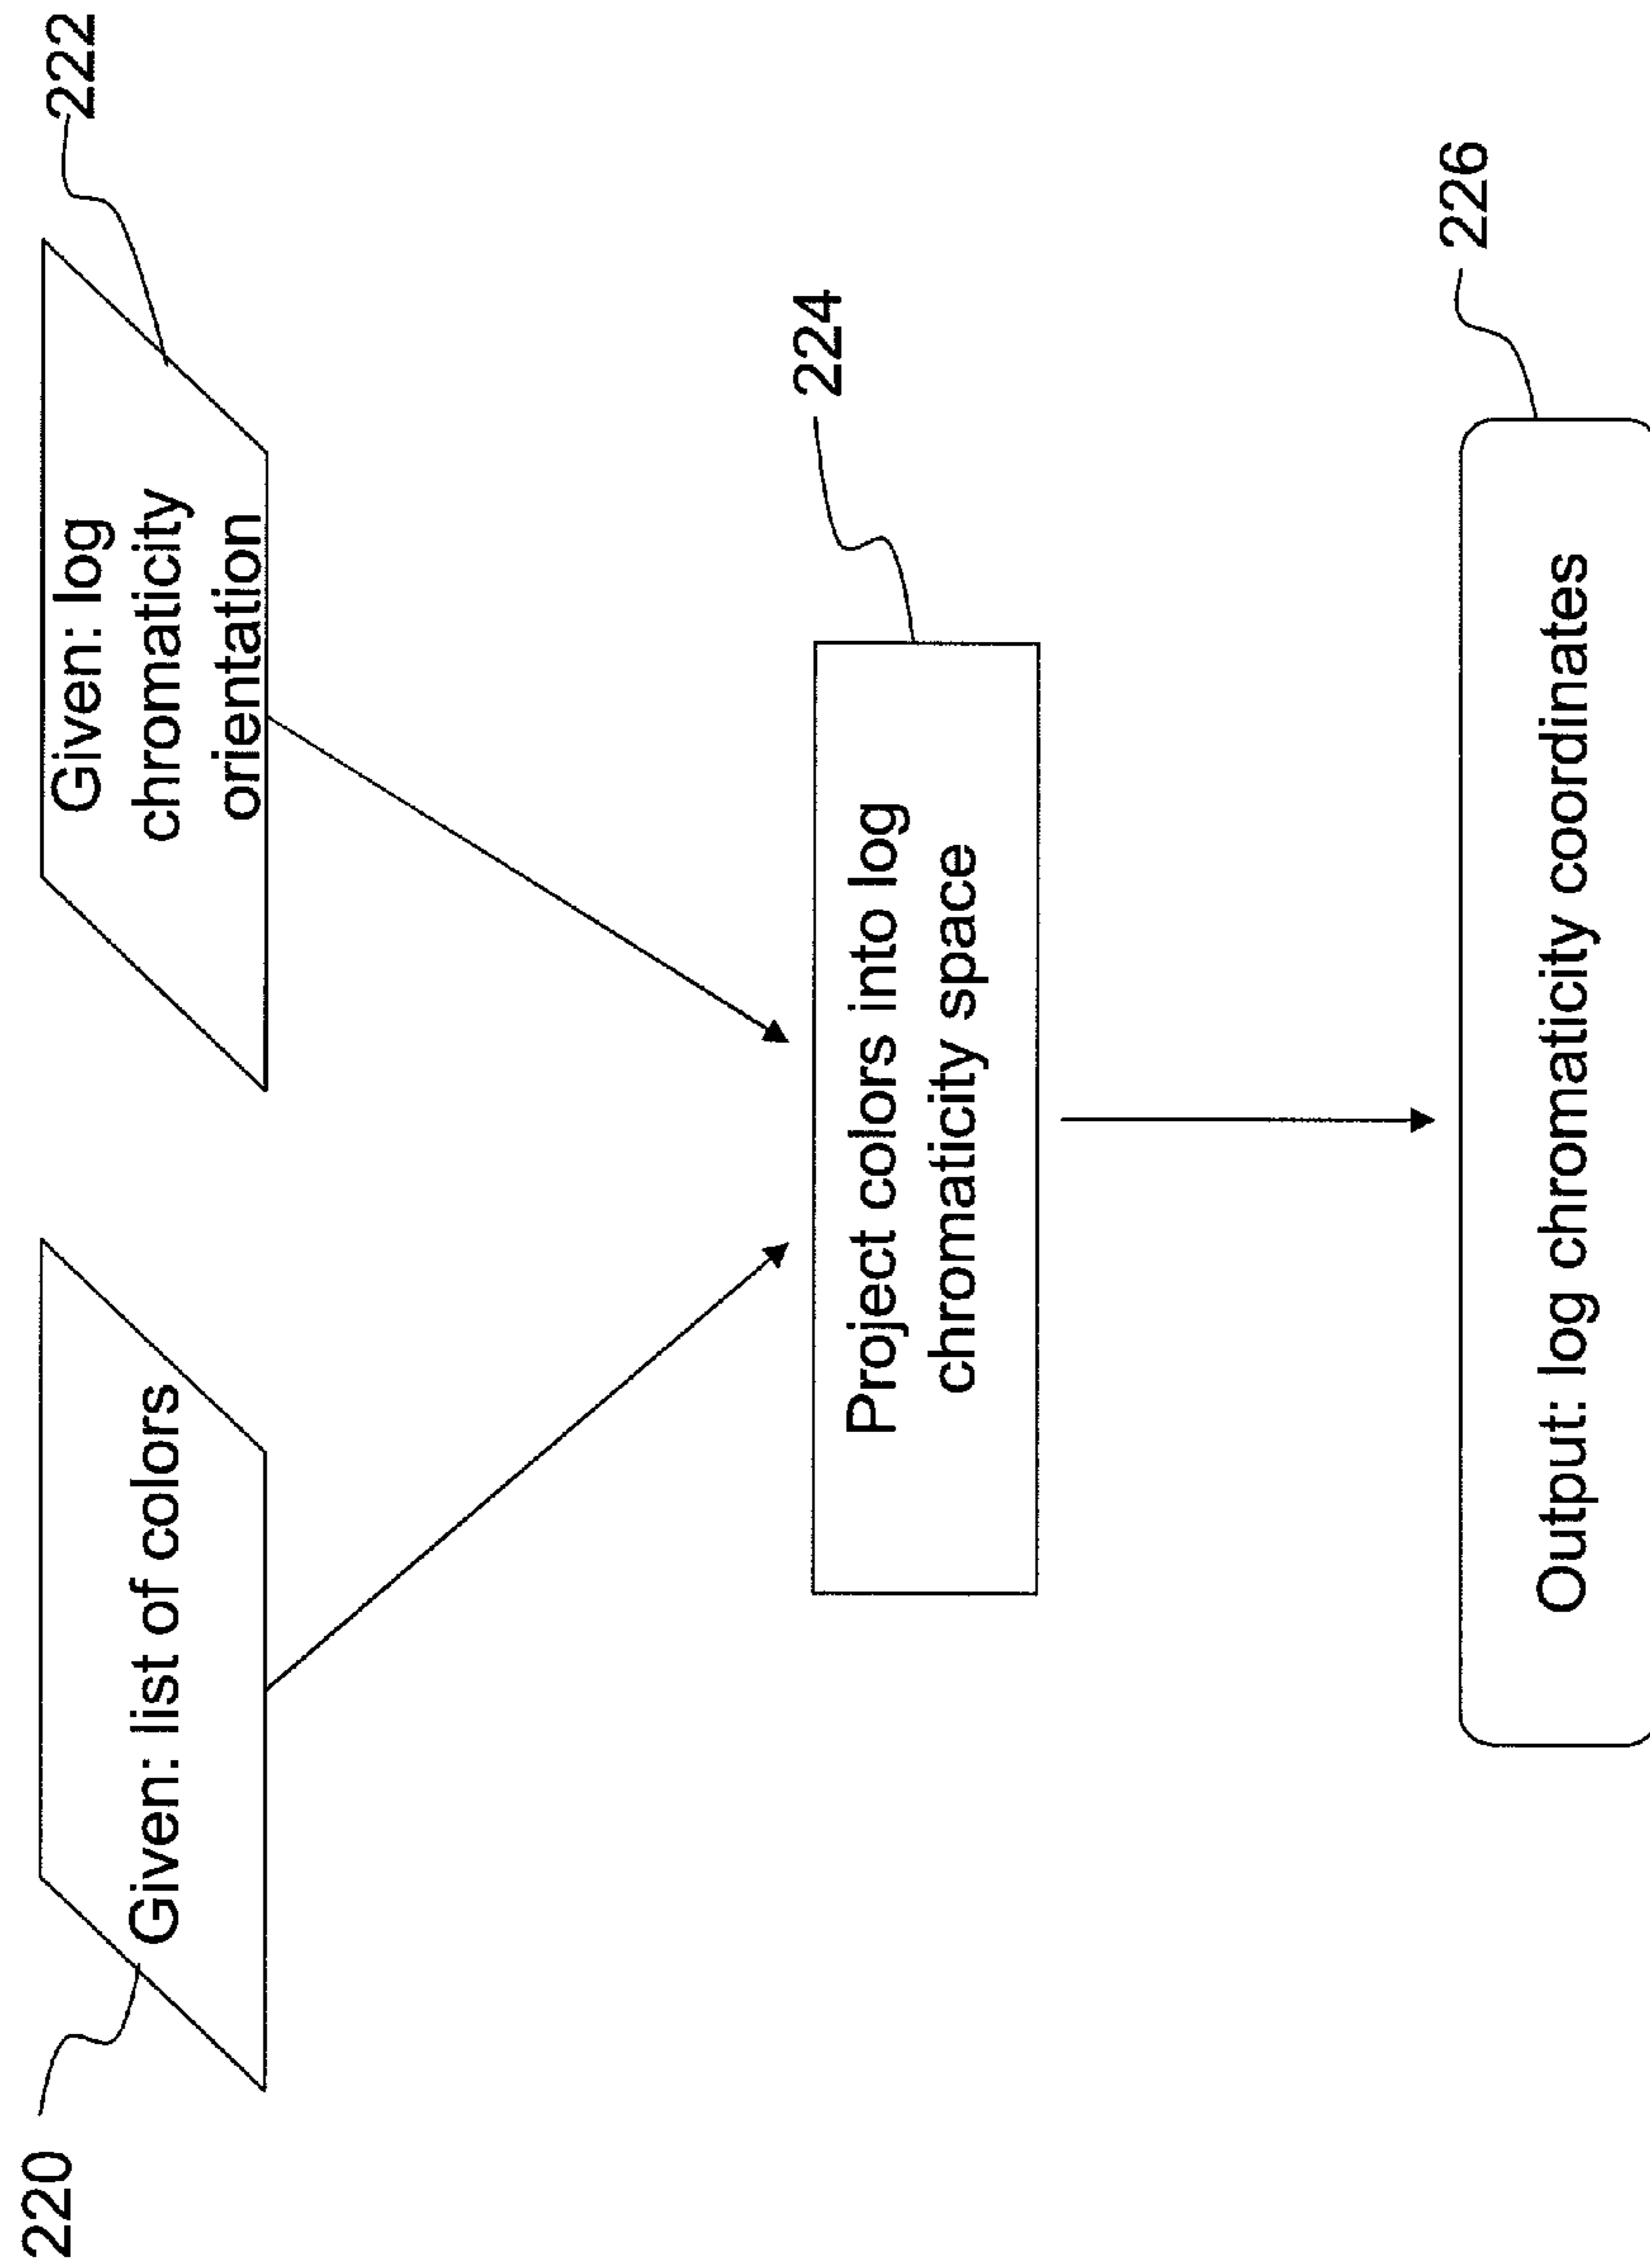 220
Given: list of colors
Given: log
chromaticity
orientation
222
Project colors into log
chromaticity space
224
Output: log chromaticity coordinates
226